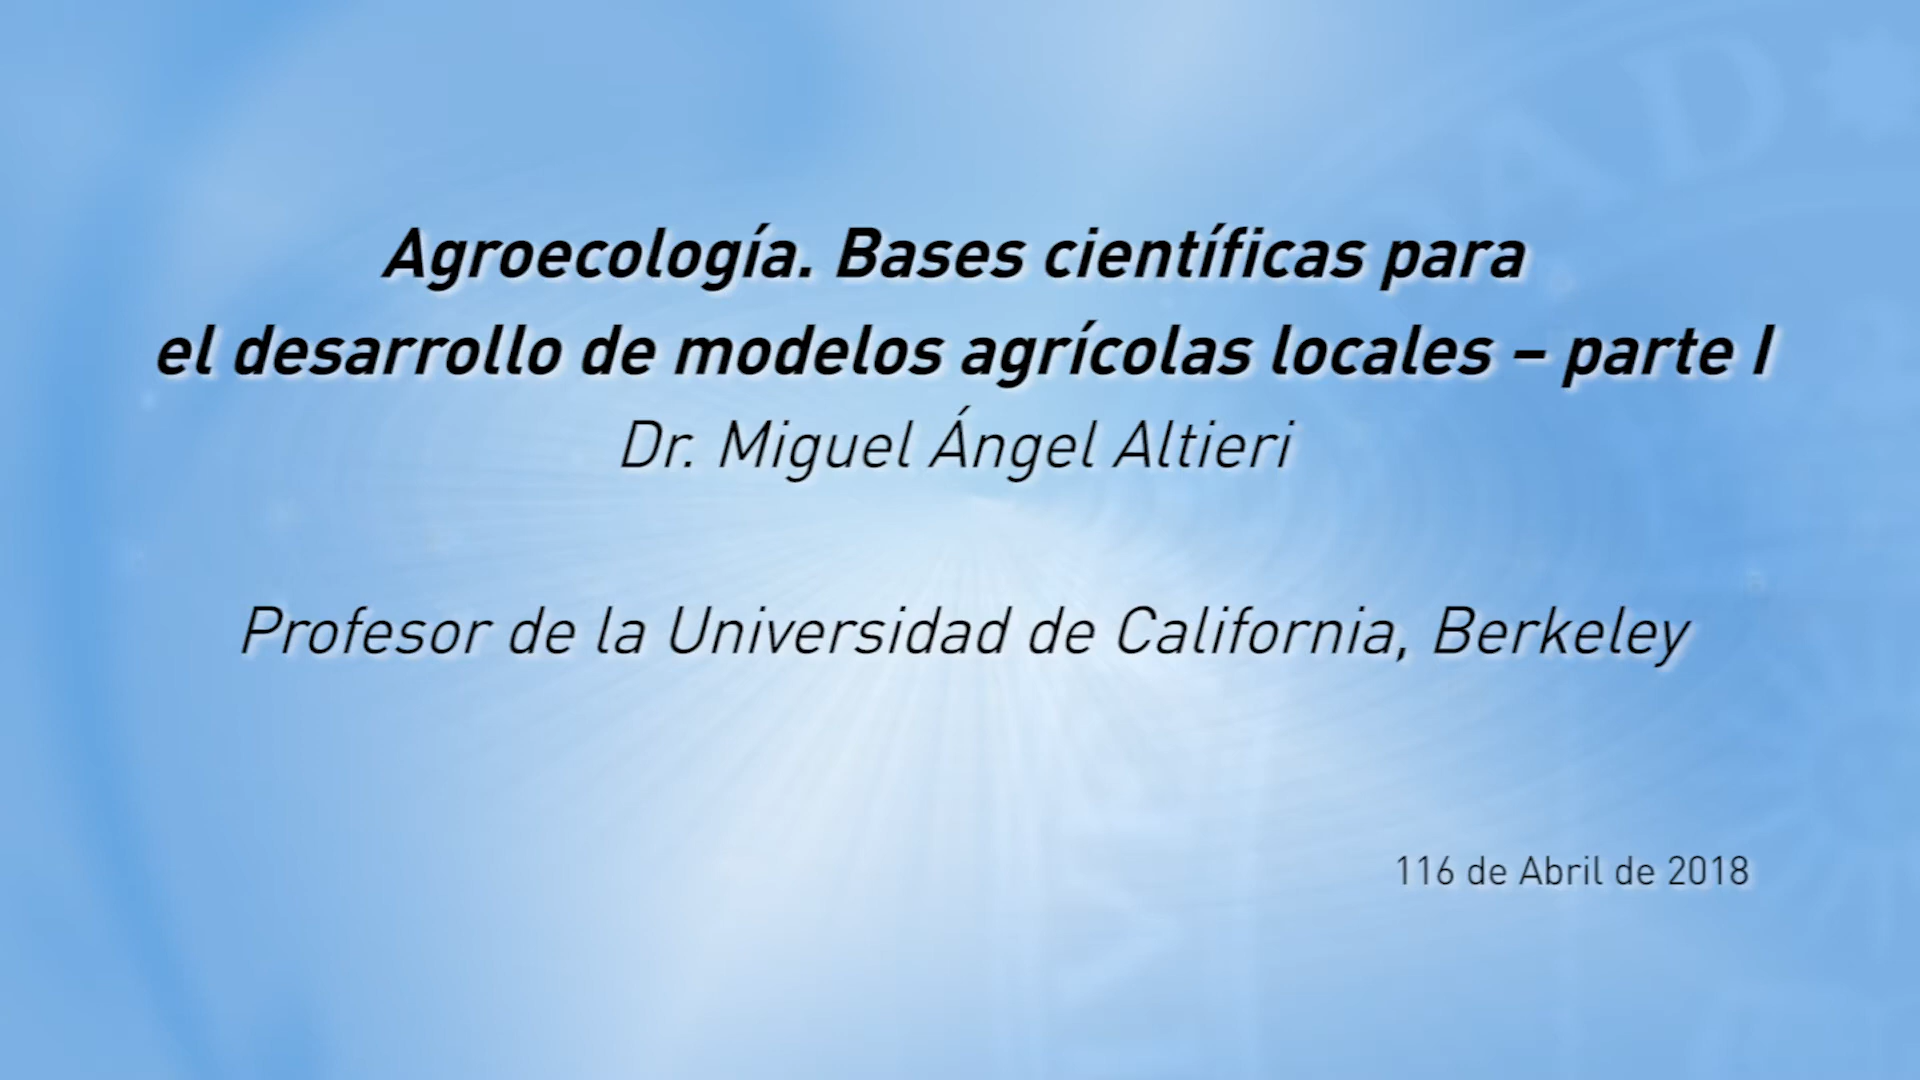 Agroecología. Bases científicas para
el desarrollo de modelos agrícolas locales – parte I
Dr. Miguel Ángel Altieri
Profesor de la Universidad de California, Berkeley
116 de Abril de 2018